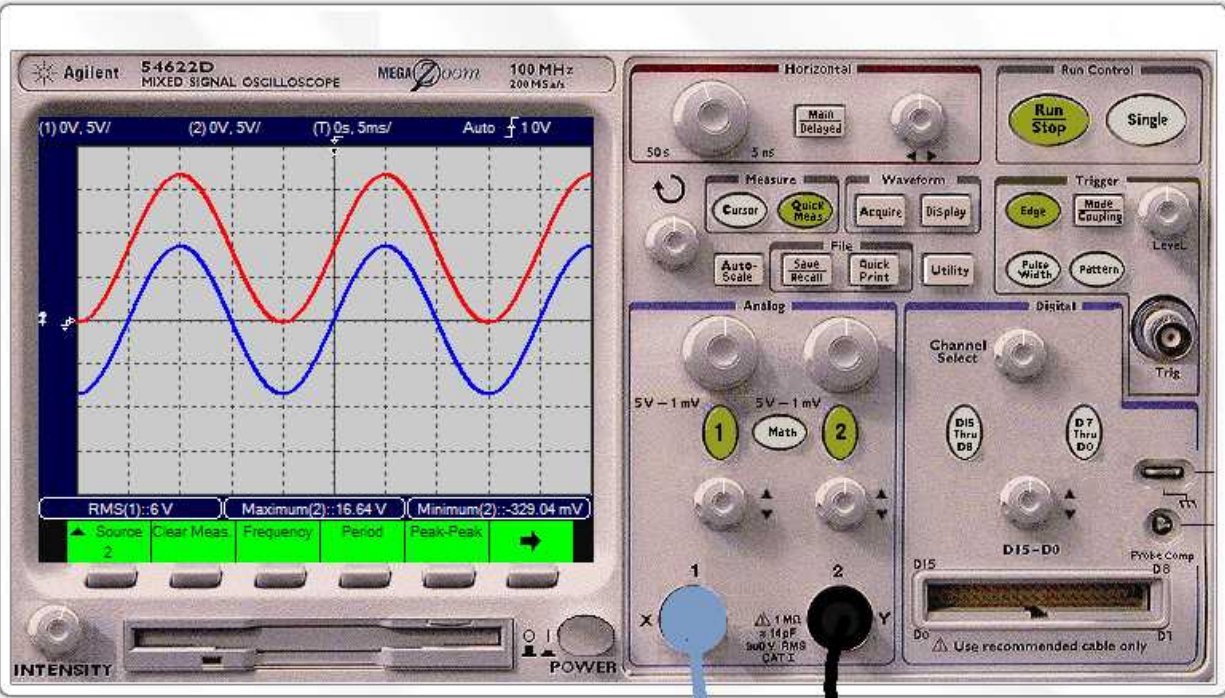 Agilent 54622D MEGA Zoom 100 MHz
MIXED SIGNAL OSCILLOSCOPE 200 MSa/s
(1) 0V, 5V/ (2) 0V, 5V/ (T) 0s, 5ms/ Auto 1 0V
RMS(1)::6 V Maximum(2)::16.64 V Minimum(2)::-329.04 mV
Source Clear Meas. Frequency Period Peak-Peak
2
INTENSITY
POWER
Horizontal
Main
Delayed
50 s 5 ns
Run Control
Run
Stop
Single
Measure
Cursor
Quick
Meas
Waveform
Acquire Display
Trigger
Edge
Mode
Coupling
Level
Auto-
Scale
File
Save
Recall
Quick
Print
Utility
Pulse
Width
Pattern
Trig
Analog
5 V – 1 mV 5 V – 1 mV
1 Math 2
1 2
X Y
1 MΩ
≅ 14 pF
300 V RMS
CAT I
Digital
Channel
Select
D15
Thru
D8
D7
Thru
D0
D15-D0
Probe Comp
D15 D8
D0 D1
Use recommended cable only